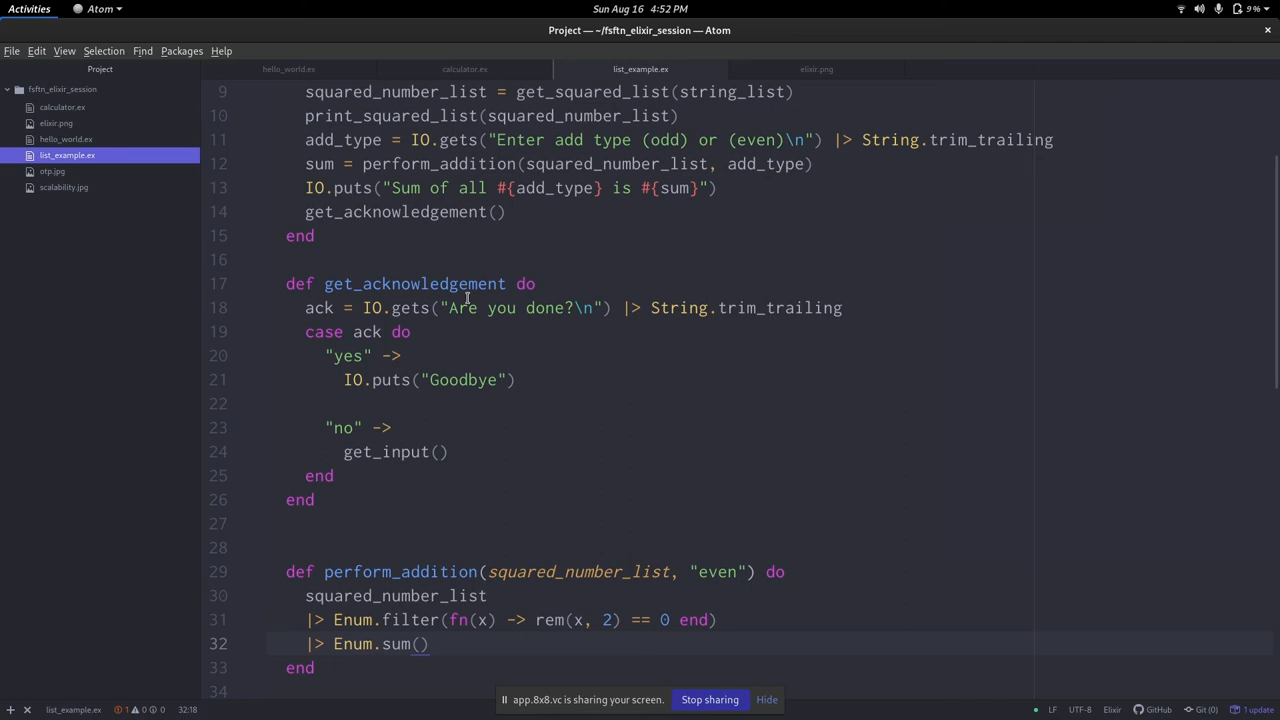 Activities Atom Sun Aug 16 4:52 PM 9%
Project — ~/fsftn_elixir_session — Atom
File Edit View Selection Find Packages Help
Project hello_world.ex calculator.ex list_example.ex elixir.png
fsftn_elixir_session
calculator.ex
elixir.png
hello_world.ex
list_example.ex
otp.jpg
scalability.jpg
9 squared_number_list = get_squared_list(string_list)
10 print_squared_list(squared_number_list)
11 add_type = IO.gets("Enter add type (odd) or (even)\n") |> String.trim_trailing
12 sum = perform_addition(squared_number_list, add_type)
13 IO.puts("Sum of all #{add_type} is #{sum}")
14 get_acknowledgement()
15 end
16
17 def get_acknowledgement do
18 ack = IO.gets("Are you done?\n") |> String.trim_trailing
19 case ack do
20 "yes" ->
21 IO.puts("Goodbye")
22
23 "no" ->
24 get_input()
25 end
26 end
27
28
29 def perform_addition(squared_number_list, "even") do
30 squared_number_list
31 |> Enum.filter(fn(x) -> rem(x, 2) == 0 end)
32 |> Enum.sum()
33 end
34
app.8x8.vc is sharing your screen. Stop sharing Hide
list_example.ex 1 0 0 32:18 LF UTF-8 Elixir GitHub Git (0) 1 update